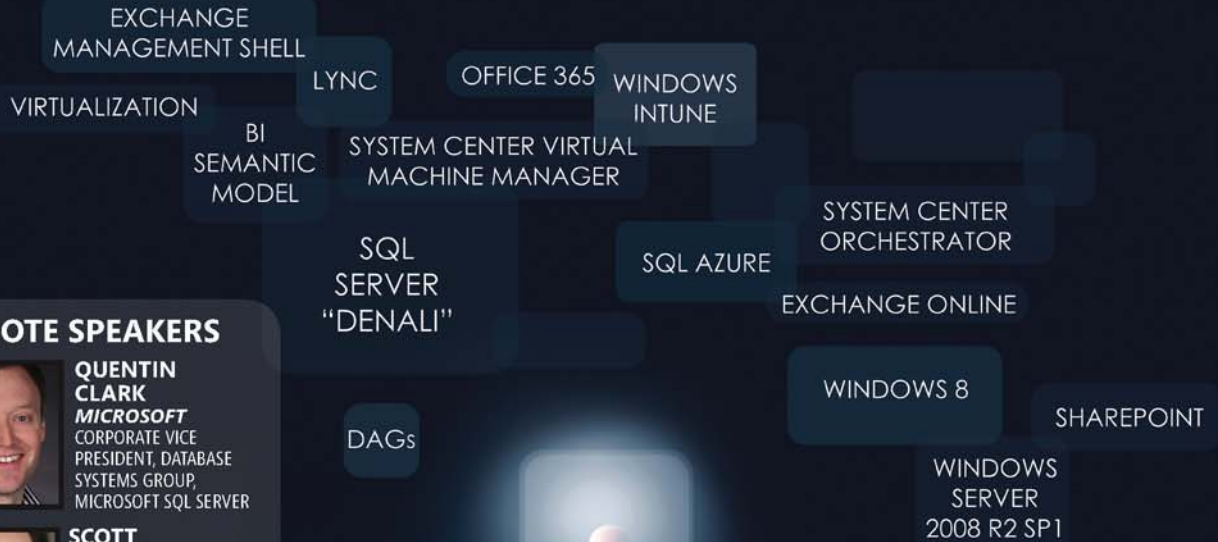 EXCHANGE
MANAGEMENT SHELL
LYNC
OFFICE 365
WINDOWS
INTUNE
VIRTUALIZATION
BI
SEMANTIC
MODEL
SYSTEM CENTER VIRTUAL
MACHINE MANAGER
SYSTEM CENTER
ORCHESTRATOR
SQL
SERVER
“DENALI”
SQL AZURE
EXCHANGE ONLINE
OTE SPEAKERS
QUENTIN
CLARK
MICROSOFT
CORPORATE VICE
PRESIDENT, DATABASE
SYSTEMS GROUP,
MICROSOFT SQL SERVER
SCOTT
DAGs
WINDOWS 8
SHAREPOINT
WINDOWS
SERVER
2008 R2 SP1